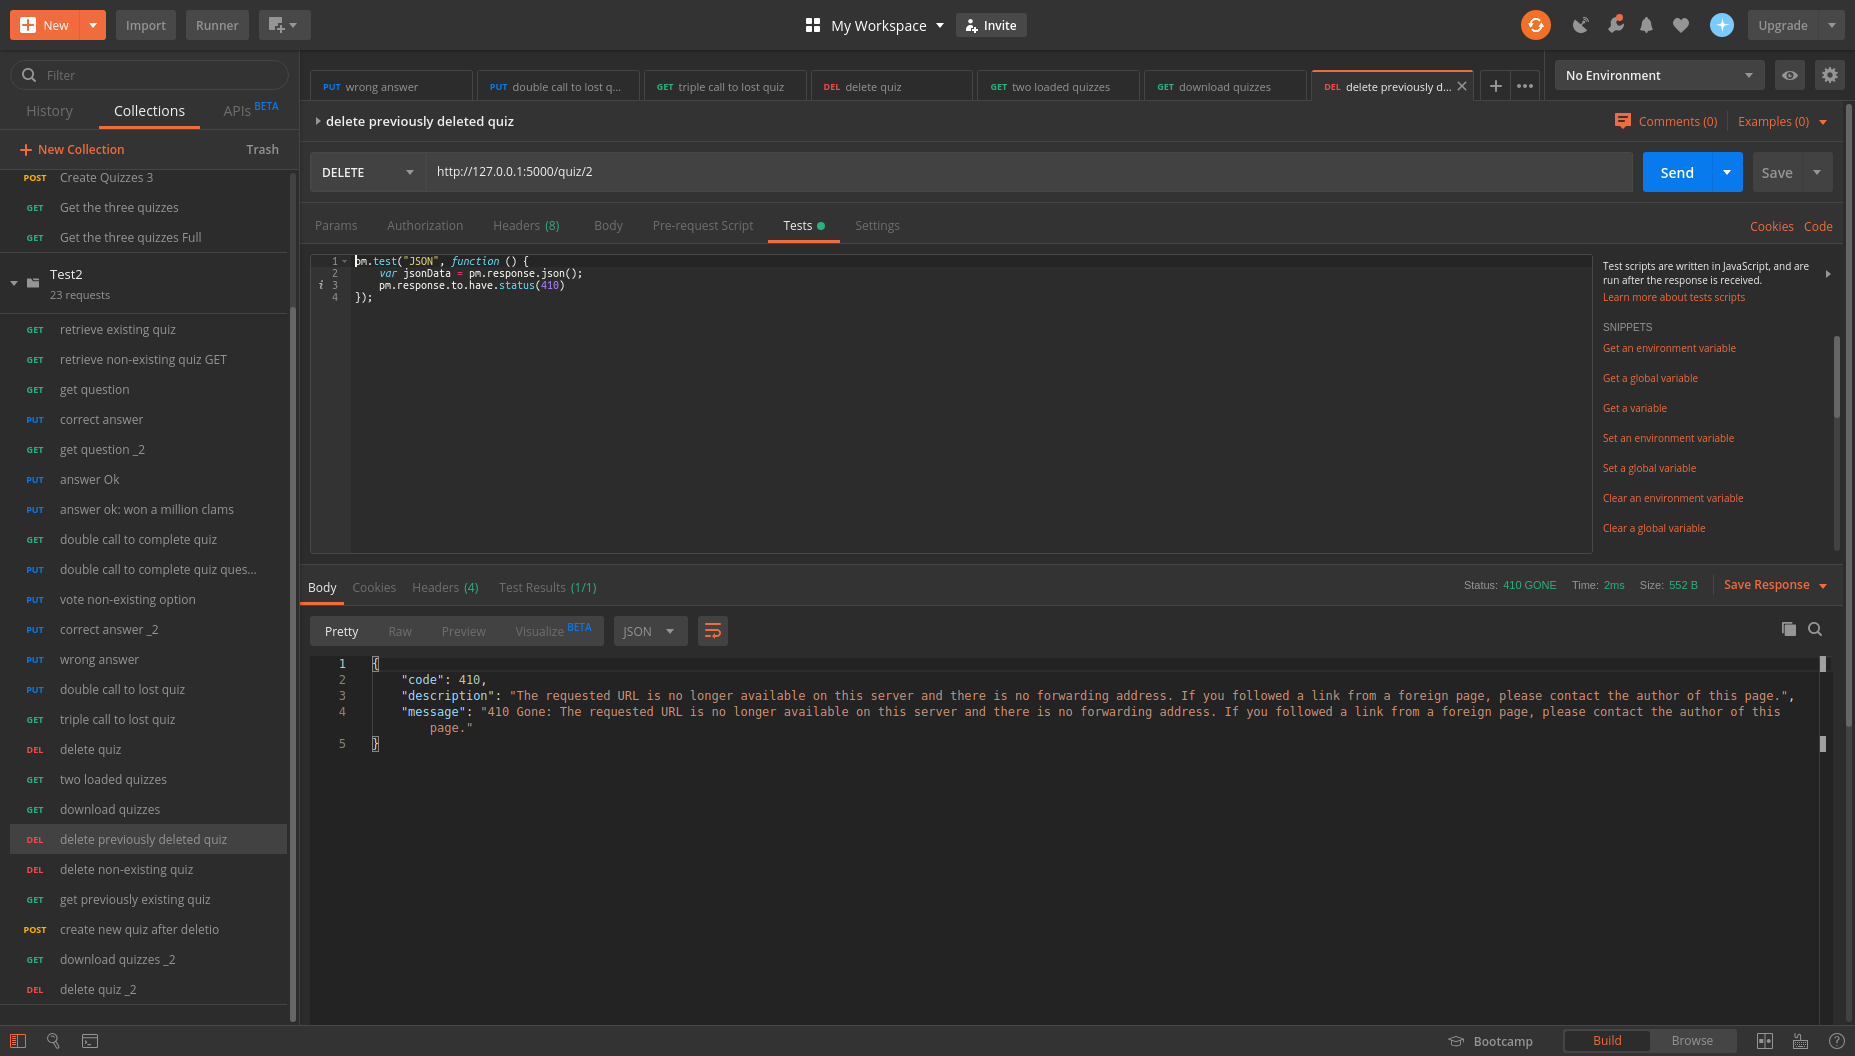 New
Import
Runner
My Workspace
Invite
Upgrade
Filter
History
Collections
APIs BETA
New Collection
Trash
POST Create Quizzes 3
GET Get the three quizzes
GET Get the three quizzes Full
Test2
23 requests
GET retrieve existing quiz
GET retrieve non-existing quiz GET
GET get question
PUT correct answer
GET get question _2
PUT answer Ok
PUT answer ok: won a million clams
GET double call to complete quiz
PUT double call to complete quiz ques...
PUT vote non-existing option
PUT correct answer _2
PUT wrong answer
PUT double call to lost quiz
GET triple call to lost quiz
DEL delete quiz
GET two loaded quizzes
GET download quizzes
DEL delete previously deleted quiz
DEL delete non-existing quiz
GET get previously existing quiz
POST create new quiz after deletio
GET download quizzes _2
DEL delete quiz _2
PUT wrong answer
PUT double call to lost q...
GET triple call to lost quiz
DEL delete quiz
GET two loaded quizzes
GET download quizzes
DEL delete previously d...
No Environment
delete previously deleted quiz
Comments (0)
Examples (0)
DELETE
http://127.0.0.1:5000/quiz/2
Send
Save
Params
Authorization
Headers (8)
Body
Pre-request Script
Tests
Settings
Cookies
Code
1 pm.test("JSON", function () {
2 var jsonData = pm.response.json();
i 3 pm.response.to.have.status(410)
4 });
Test scripts are written in JavaScript, and are
run after the response is received.
Learn more about tests scripts
SNIPPETS
Get an environment variable
Get a global variable
Get a variable
Set an environment variable
Set a global variable
Clear an environment variable
Clear a global variable
Body
Cookies
Headers (4)
Test Results (1/1)
Status: 410 GONE
Time: 2ms
Size: 552 B
Save Response
Pretty
Raw
Preview
Visualize BETA
JSON
1 {
2 "code": 410,
3 "description": "The requested URL is no longer available on this server and there is no forwarding address. If you followed a link from a foreign page, please contact the author of this page.",
4 "message": "410 Gone: The requested URL is no longer available on this server and there is no forwarding address. If you followed a link from a foreign page, please contact the author of this
page."
5 }
Bootcamp
Build
Browse